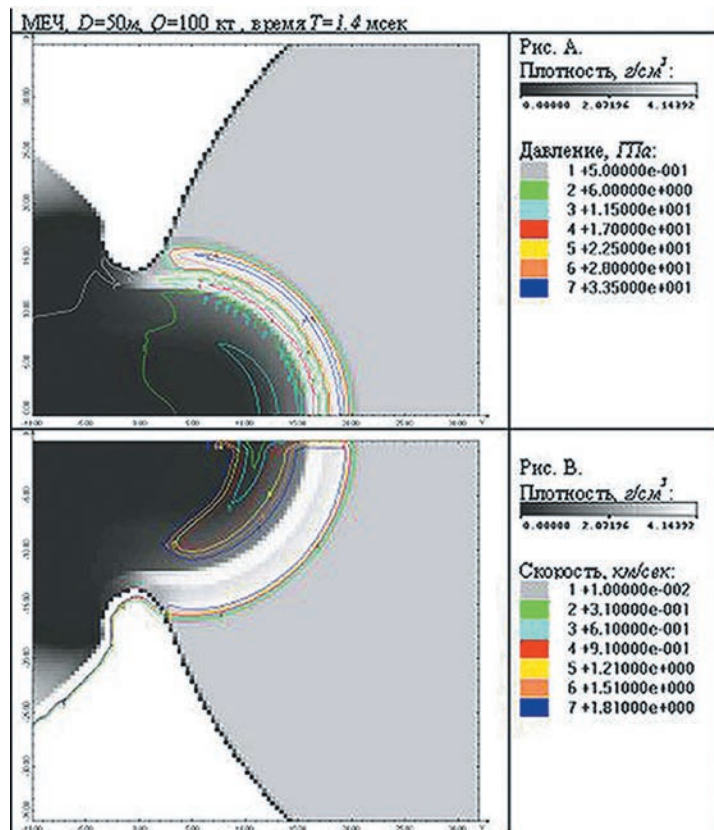 МЕЧ, D=50м, Q=100 кт, время T=1.4 мсек
Рис. А.
Плотность, г/см³:
0.00000 2.07196 4.14392
Давление, ГПа:
1 +5.00000e-001
2 +6.00000e+000
3 +1.15000e+001
4 +1.70000e+001
5 +2.25000e+001
6 +2.80000e+001
7 +3.35000e+001
Рис. В.
Плотность, г/см³:
0.00000 2.07196 4.14392
Скорость, км/сек:
1 +1.00000e-002
2 +3.10000e-001
3 +6.10000e-001
4 +9.10000e-001
5 +1.21000e+000
6 +1.51000e+000
7 +1.81000e+000